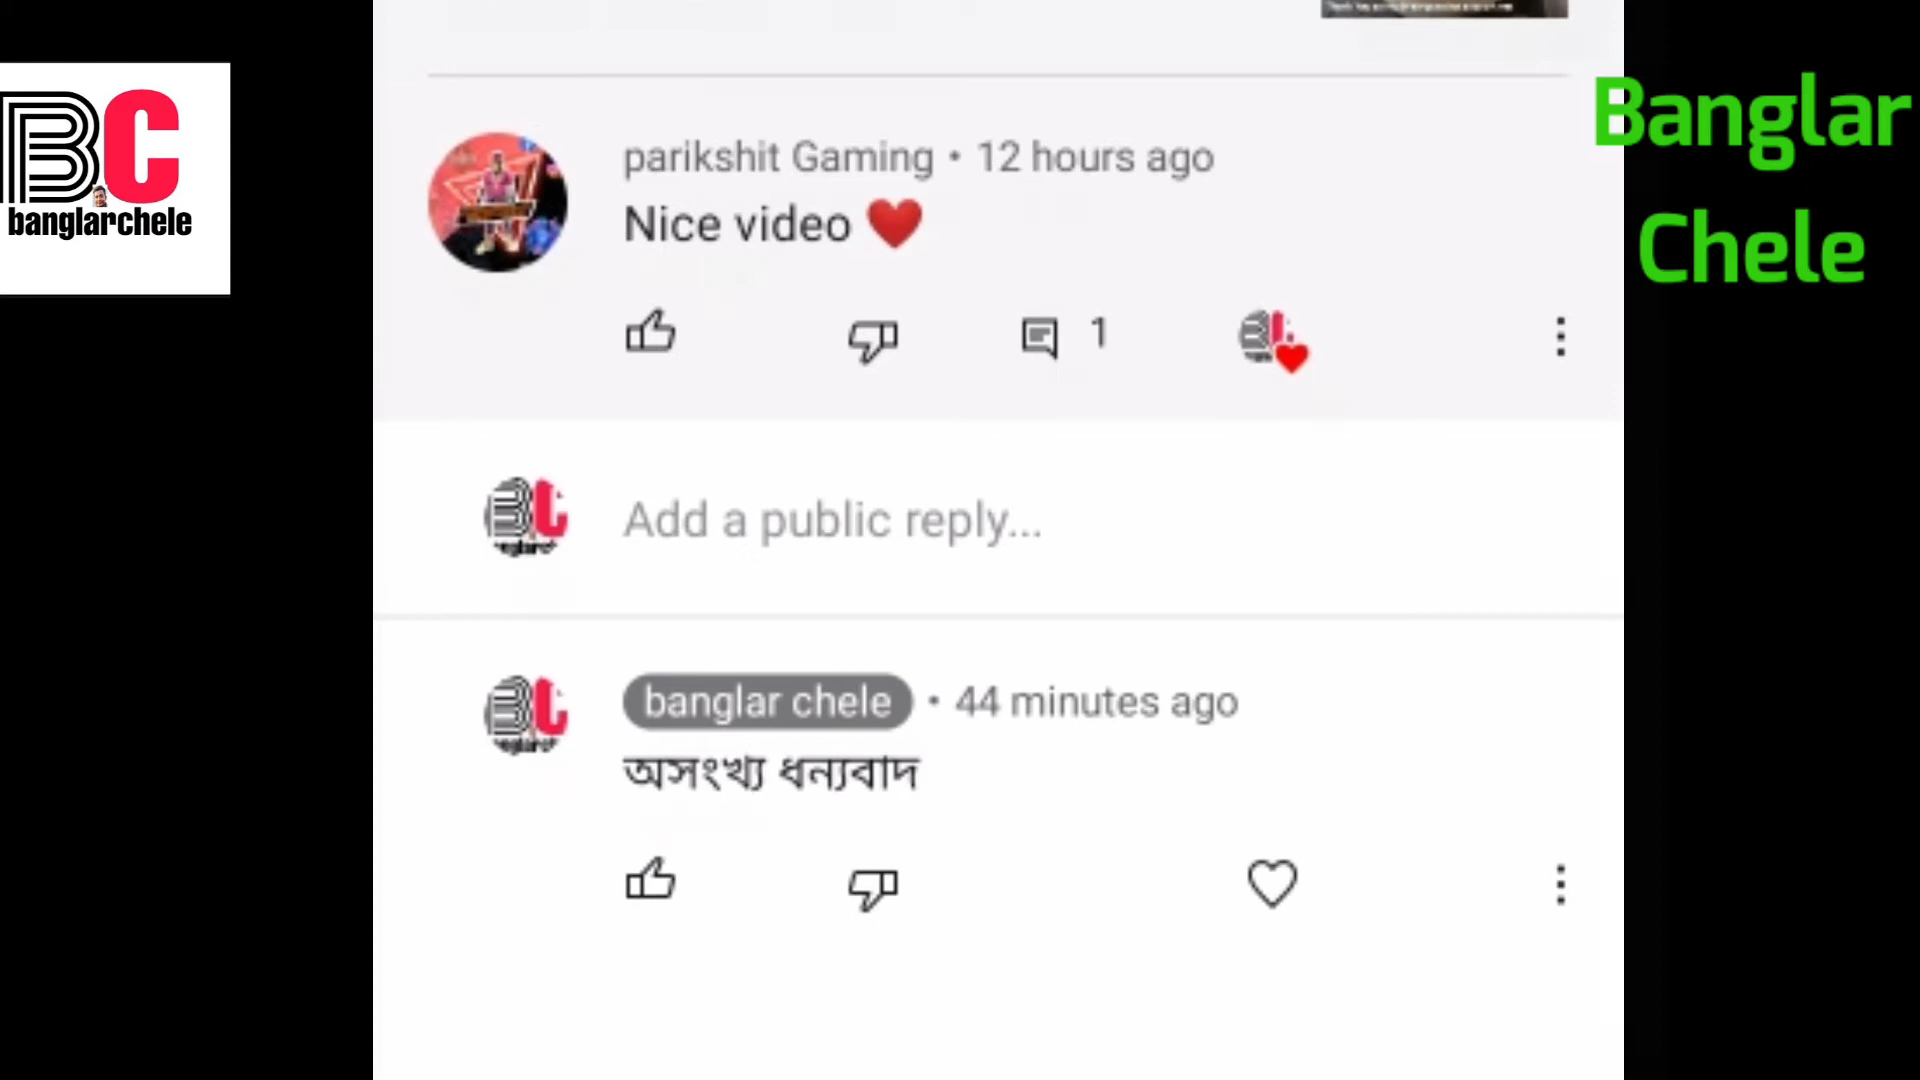 BC
banglarchele
Banglar
Chele
parikshit Gaming • 12 hours ago
Nice video ❤️
1
Add a public reply...
banglar chele • 44 minutes ago
অসংখ্য ধন্যবাদ